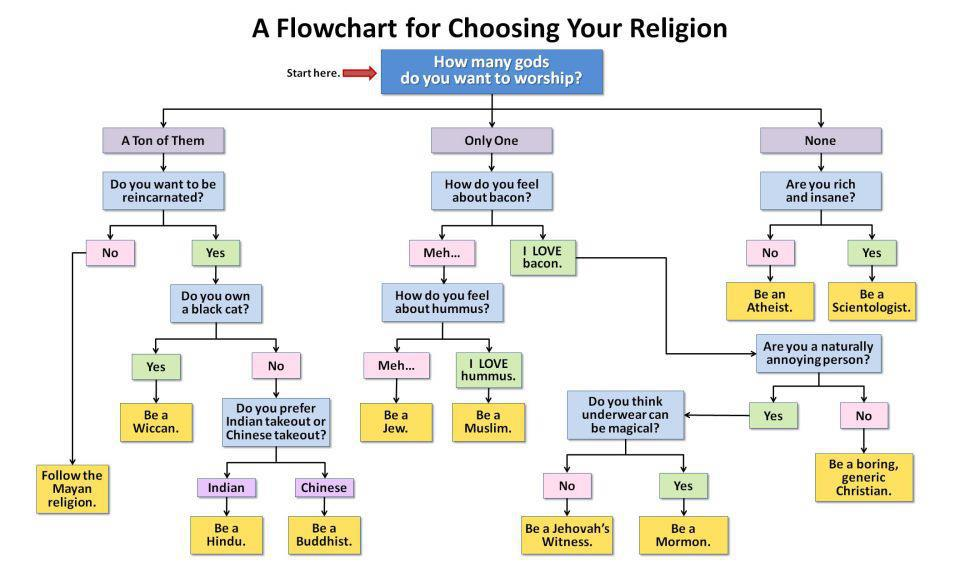 A Flowchart for Choosing Your Religion
Start here.
How many gods
do you want to worship?
A Ton of Them
Only One
None
Do you want to be
reincarnated?
How do you feel
about bacon?
Are you rich
and insane?
No
Yes
Meh...
I LOVE
bacon.
No
Yes
Do you own
a black cat?
How do you feel
about hummus?
Be an
Atheist.
Be a
Scientologist.
Are you a naturally
annoying person?
Yes
No
Meh...
I LOVE
hummus.
Do you prefer
Indian takeout or
Chinese takeout?
Do you think
underwear can
be magical?
Yes
No
Be a
Wiccan.
Be a
Jew.
Be a
Muslim.
Follow the
Mayan
religion.
Indian
Chinese
No
Yes
Be a boring,
generic
Christian.
Be a
Hindu.
Be a
Buddhist.
Be a Jehovah's
Witness.
Be a
Mormon.